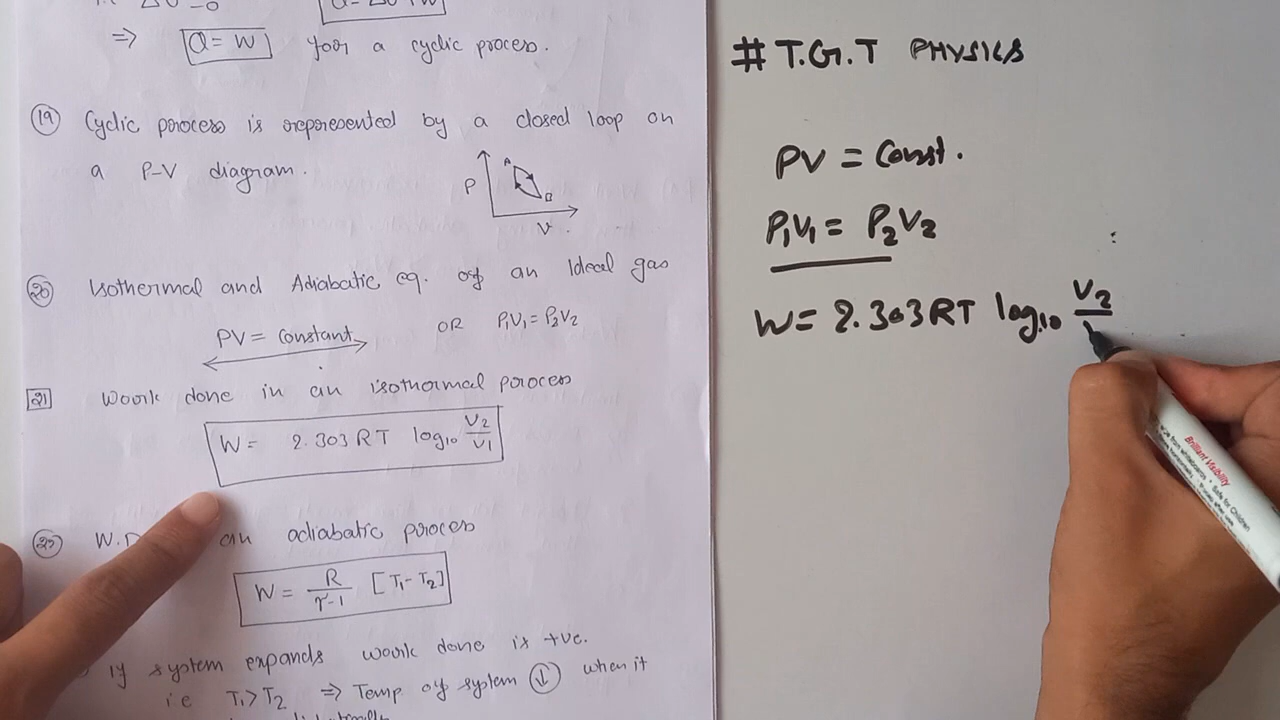 Q = W for a cyclic process.
19 Cyclic process is represented by a closed loop on
a P-V diagram.
P
A
B
V
20 Isothermal and Adiabatic eq. of an Ideal gas
PV = constant OR P₁V₁ = P₂V₂
21 Work done in an isothermal process
W = 2.303 RT log₁₀ V₂/V₁
W.D an adiabatic process
W = R/γ-1 [T₁-T₂]
If system expands work done is +ve.
i.e T₁>T₂ ⇒ Temp of system ↓ when it
# T.G.T PHYSICS
PV = Const.
P₁V₁ = P₂V₂
W = 2.303 RT log₁₀ V₂
Brilliant Visibility